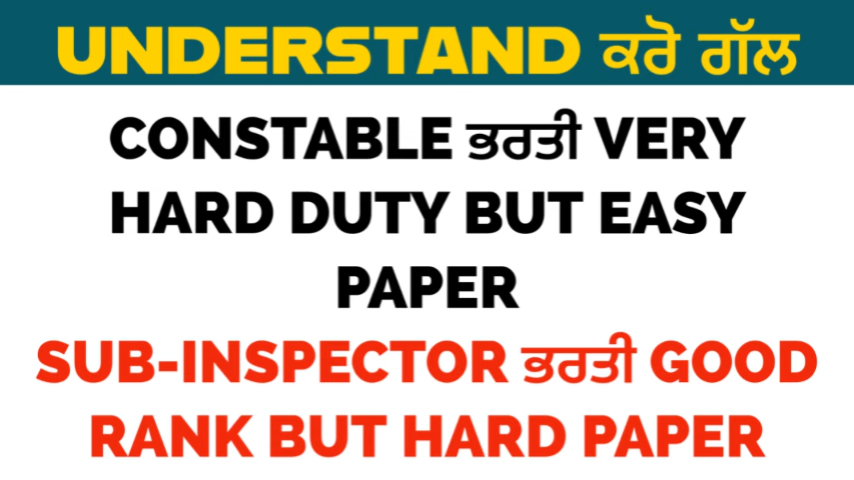 UNDERSTAND ਕਰੋ ਗੱਲ
CONSTABLE ਭਰਤੀ VERY
HARD DUTY BUT EASY
PAPER
SUB-INSPECTOR ਭਰਤੀ GOOD
RANK BUT HARD PAPER